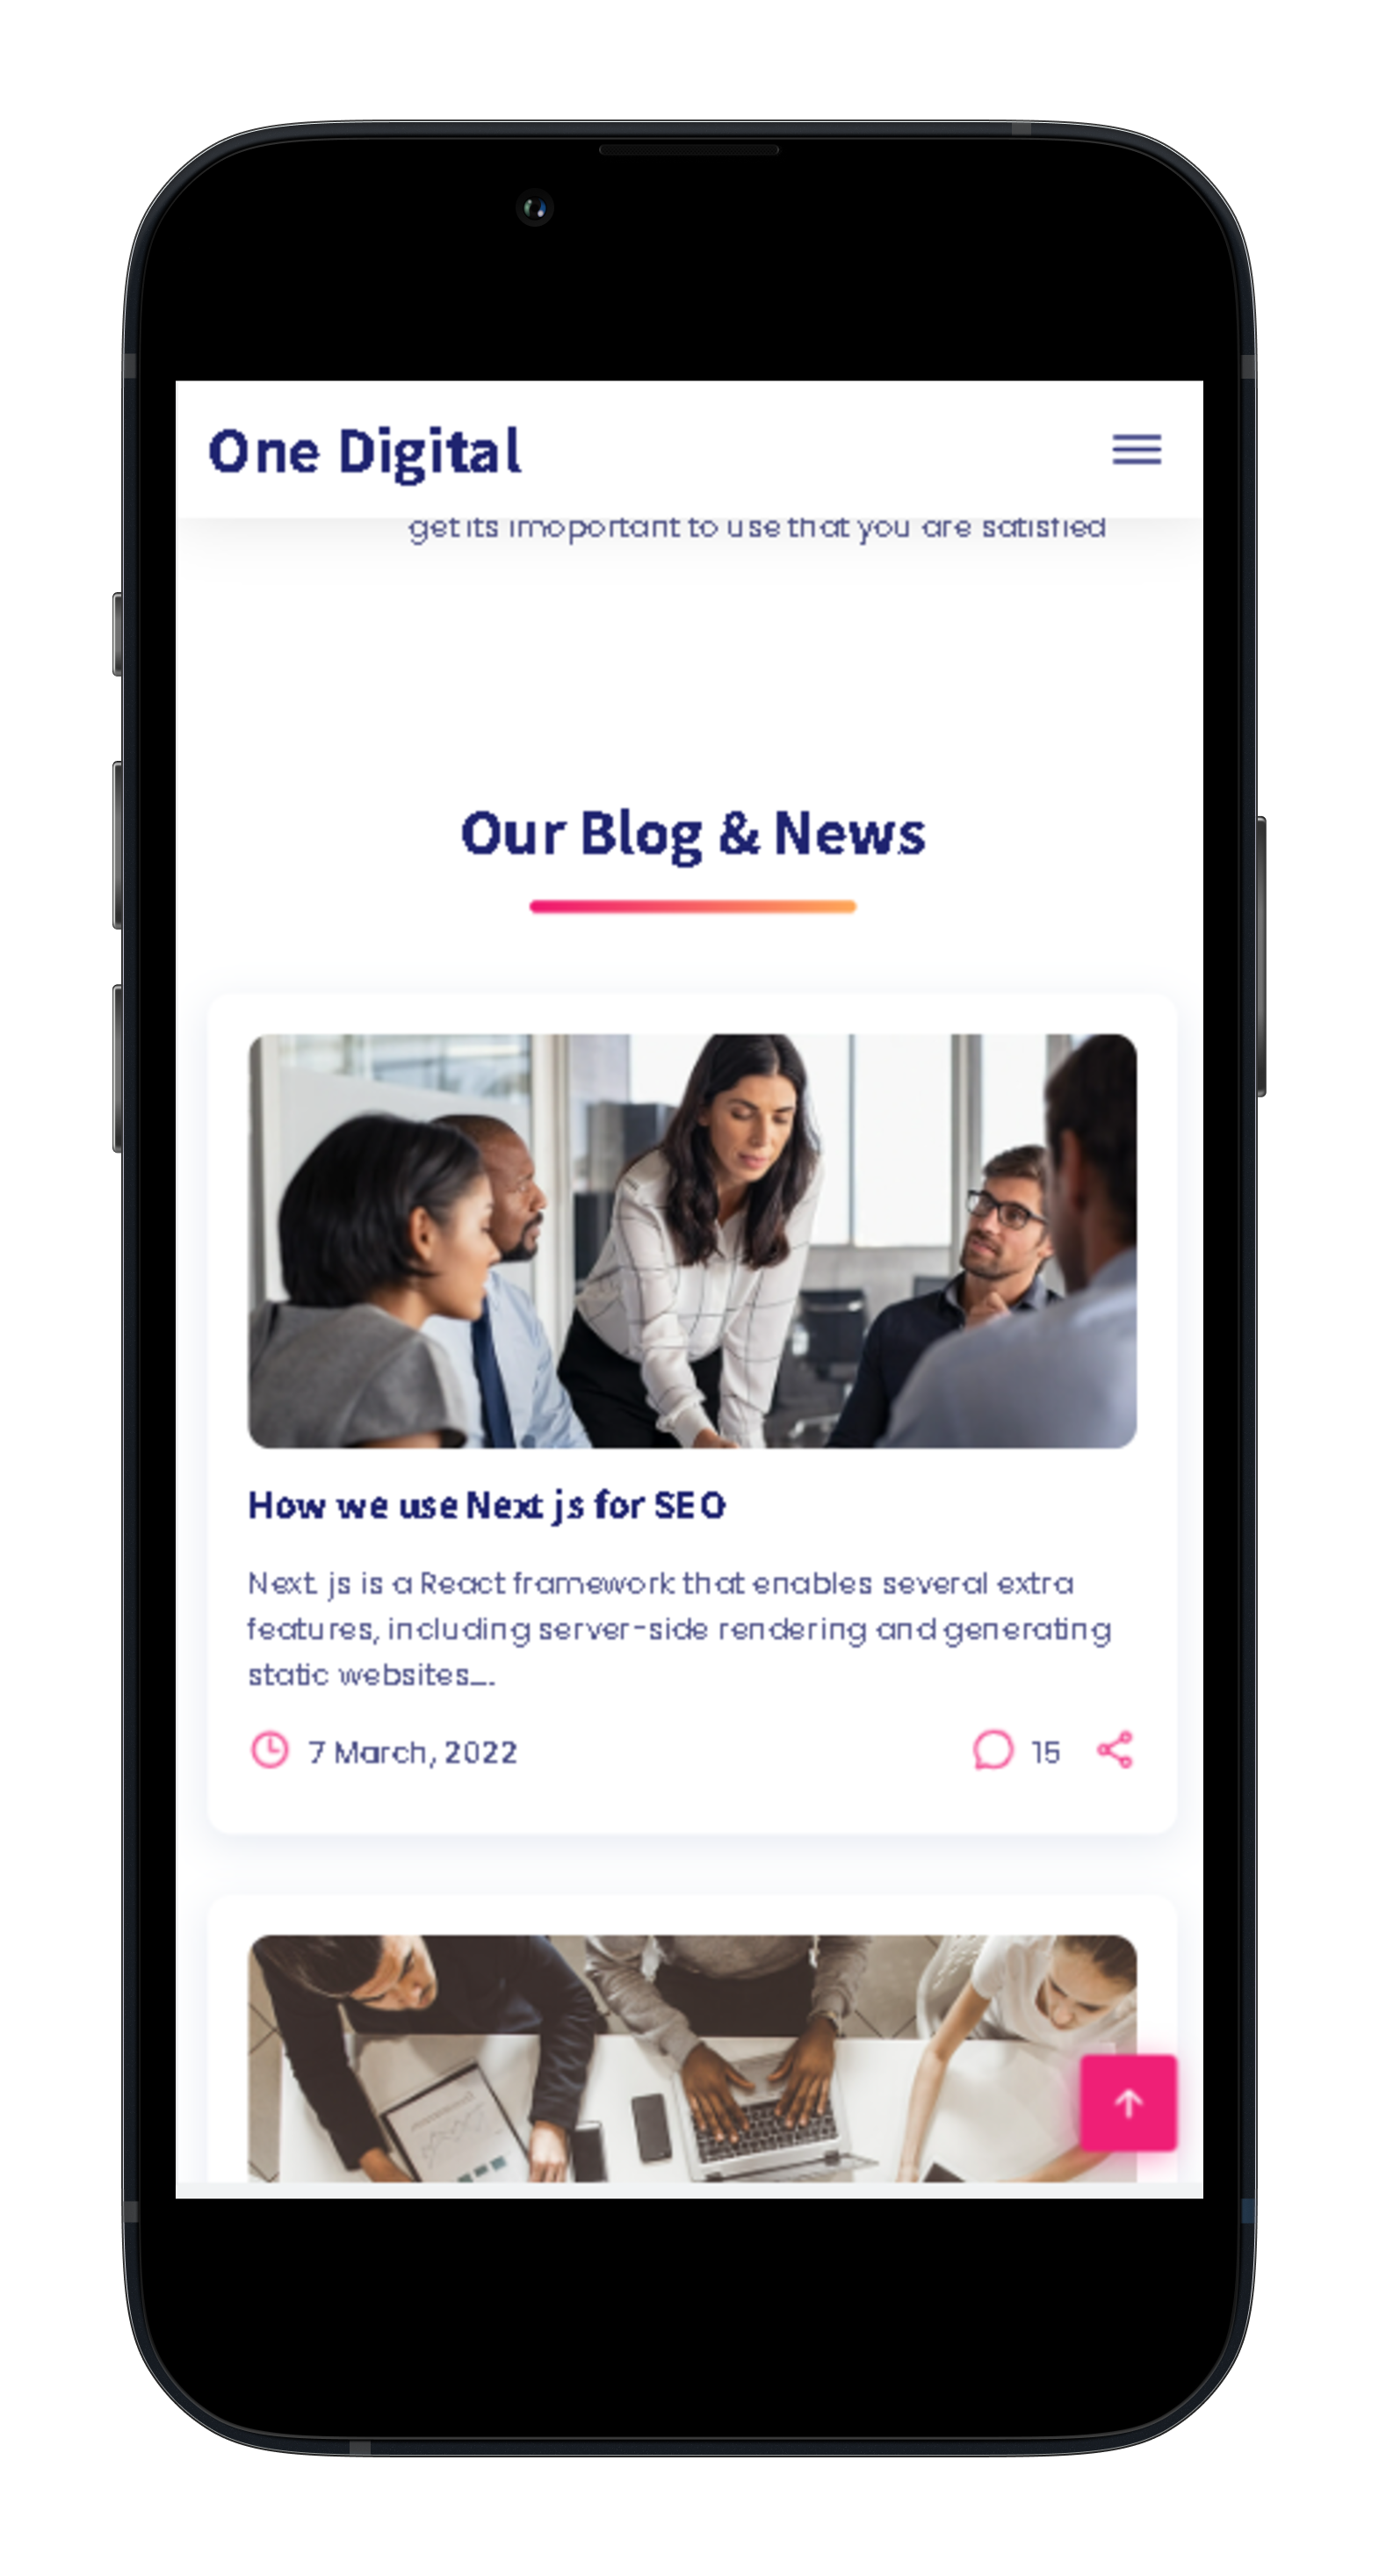 One Digital
get its imoportant to use that you are satisfied
Our Blog & News
How we use Next js for SEO
Next js is a React framework that enables several extra
features, including server-side rendering and generating
static websites....
7 March, 2022
15